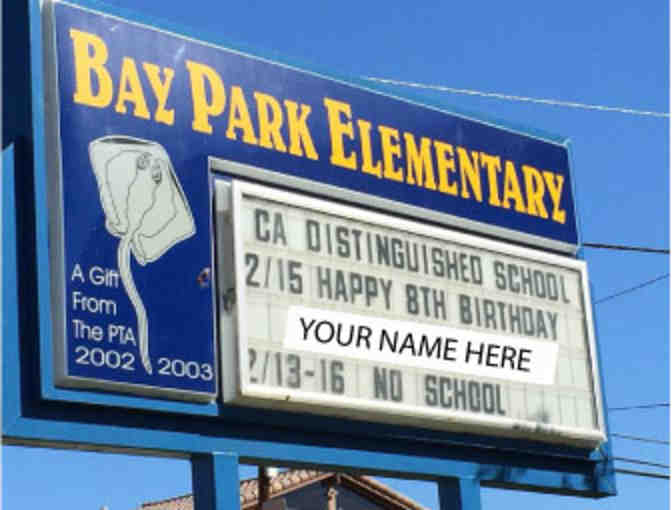 BAY PARK ELEMENTARY
A Gift
From
The PTA
2002 2003
CA DISTINGUISHED SCHOOL
2/15 HAPPY 8TH BIRTHDAY
YOUR NAME HERE
2/13-16 NO SCHOOL